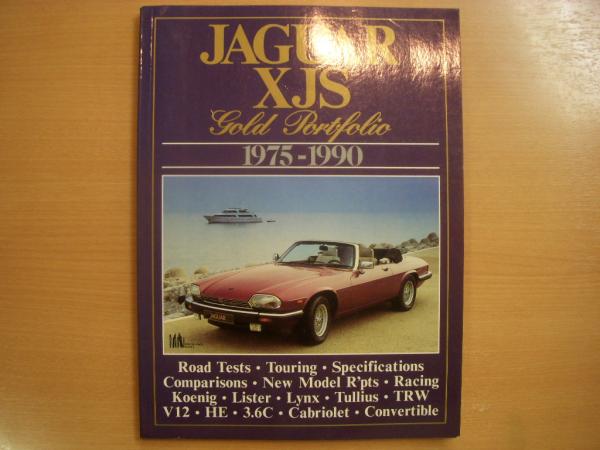 JAGUAR
XJS
Gold Portfolio
1975-1990
JAGUAR
Road Tests • Touring • Specifications
Comparisons • New Model R'pts • Racing
Koenig • Lister • Lynx • Tullius • TRW
V12 • HE • 3.6C • Cabriolet • Convertible